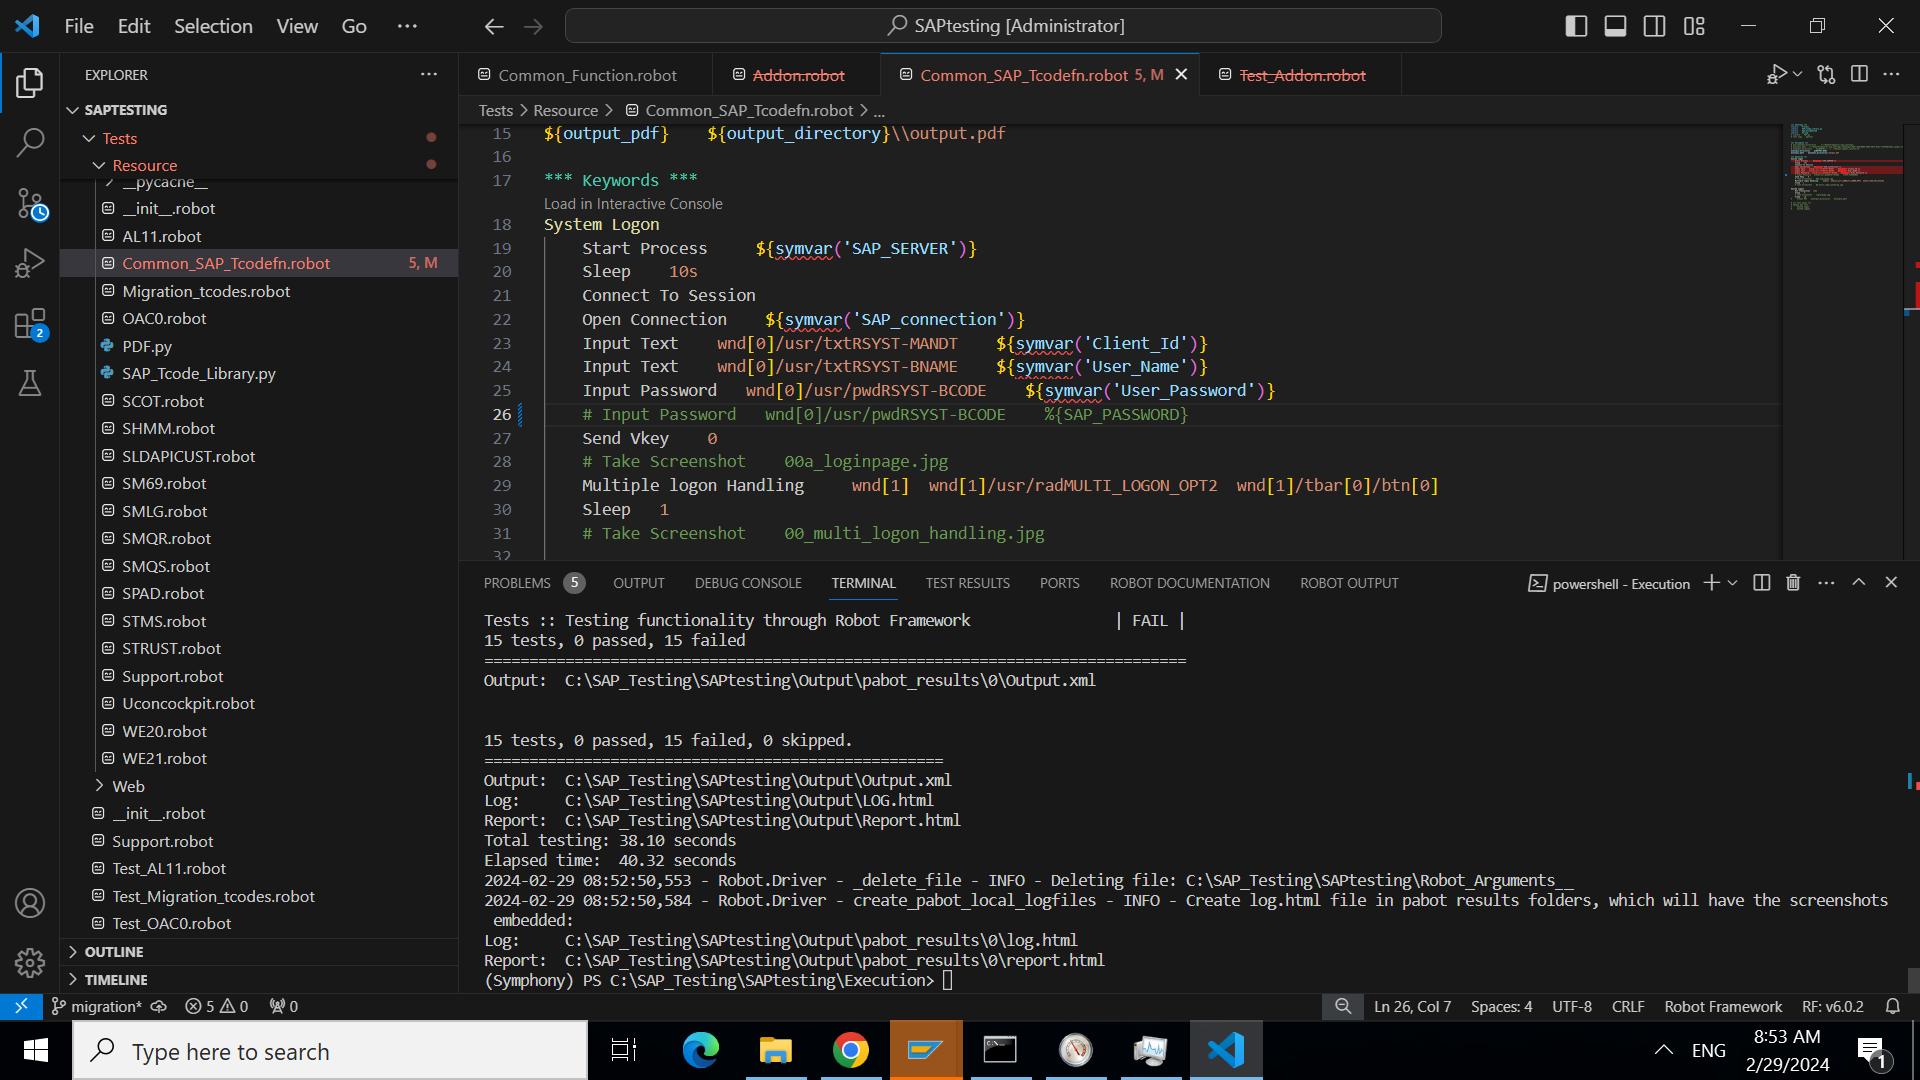 File Edit Selection View Go ···
SAPtesting [Administrator]
EXPLORER
SAPTESTING
Tests
Resource
__pycache__
__init__.robot
AL11.robot
Common_SAP_Tcodefn.robot 5, M
Migration_tcodes.robot
OAC0.robot
PDF.py
SAP_Tcode_Library.py
SCOT.robot
SHMM.robot
SLDAPICUST.robot
SM69.robot
SMLG.robot
SMQR.robot
SMQS.robot
SPAD.robot
STMS.robot
STRUST.robot
Support.robot
Uconcockpit.robot
WE20.robot
WE21.robot
Web
__init__.robot
Support.robot
Test_AL11.robot
Test_Migration_tcodes.robot
Test_OAC0.robot
OUTLINE
TIMELINE
2
Common_Function.robot Addon.robot Common_SAP_Tcodefn.robot 5, M Test_Addon.robot
Tests > Resource > Common_SAP_Tcodefn.robot > ...
15 ${output_pdf} ${output_directory}\\output.pdf
16
17 *** Keywords ***
Load in Interactive Console
18 System Logon
19 Start Process ${symvar('SAP_SERVER')}
20 Sleep 10s
21 Connect To Session
22 Open Connection ${symvar('SAP_connection')}
23 Input Text wnd[0]/usr/txtRSYST-MANDT ${symvar('Client_Id')}
24 Input Text wnd[0]/usr/txtRSYST-BNAME ${symvar('User_Name')}
25 Input Password wnd[0]/usr/pwdRSYST-BCODE ${symvar('User_Password')}
26 # Input Password wnd[0]/usr/pwdRSYST-BCODE %{SAP_PASSWORD}
27 Send Vkey 0
28 # Take Screenshot 00a_loginpage.jpg
29 Multiple logon Handling wnd[1] wnd[1]/usr/radMULTI_LOGON_OPT2 wnd[1]/tbar[0]/btn[0]
30 Sleep 1
31 # Take Screenshot 00_multi_logon_handling.jpg
32
PROBLEMS 5 OUTPUT DEBUG CONSOLE TERMINAL TEST RESULTS PORTS ROBOT DOCUMENTATION ROBOT OUTPUT powershell - Execution
Tests :: Testing functionality through Robot Framework | FAIL |
15 tests, 0 passed, 15 failed
==============================================================================
Output: C:\SAP_Testing\SAPtesting\Output\pabot_results\0\Output.xml
15 tests, 0 passed, 15 failed, 0 skipped.
===================================================
Output: C:\SAP_Testing\SAPtesting\Output\Output.xml
Log: C:\SAP_Testing\SAPtesting\Output\LOG.html
Report: C:\SAP_Testing\SAPtesting\Output\Report.html
Total testing: 38.10 seconds
Elapsed time: 40.32 seconds
2024-02-29 08:52:50,553 - Robot.Driver - _delete_file - INFO - Deleting file: C:\SAP_Testing\SAPtesting\Robot_Arguments__
2024-02-29 08:52:50,584 - Robot.Driver - create_pabot_local_logfiles - INFO - Create log.html file in pabot results folders, which will have the screenshots
embedded:
Log: C:\SAP_Testing\SAPtesting\Output\pabot_results\0\log.html
Report: C:\SAP_Testing\SAPtesting\Output\pabot_results\0\report.html
(Symphony) PS C:\SAP_Testing\SAPtesting\Execution>
migration* 5 0 0 Ln 26, Col 7 Spaces: 4 UTF-8 CRLF Robot Framework RF: v6.0.2
Type here to search
ENG
8:53 AM
2/29/2024
1